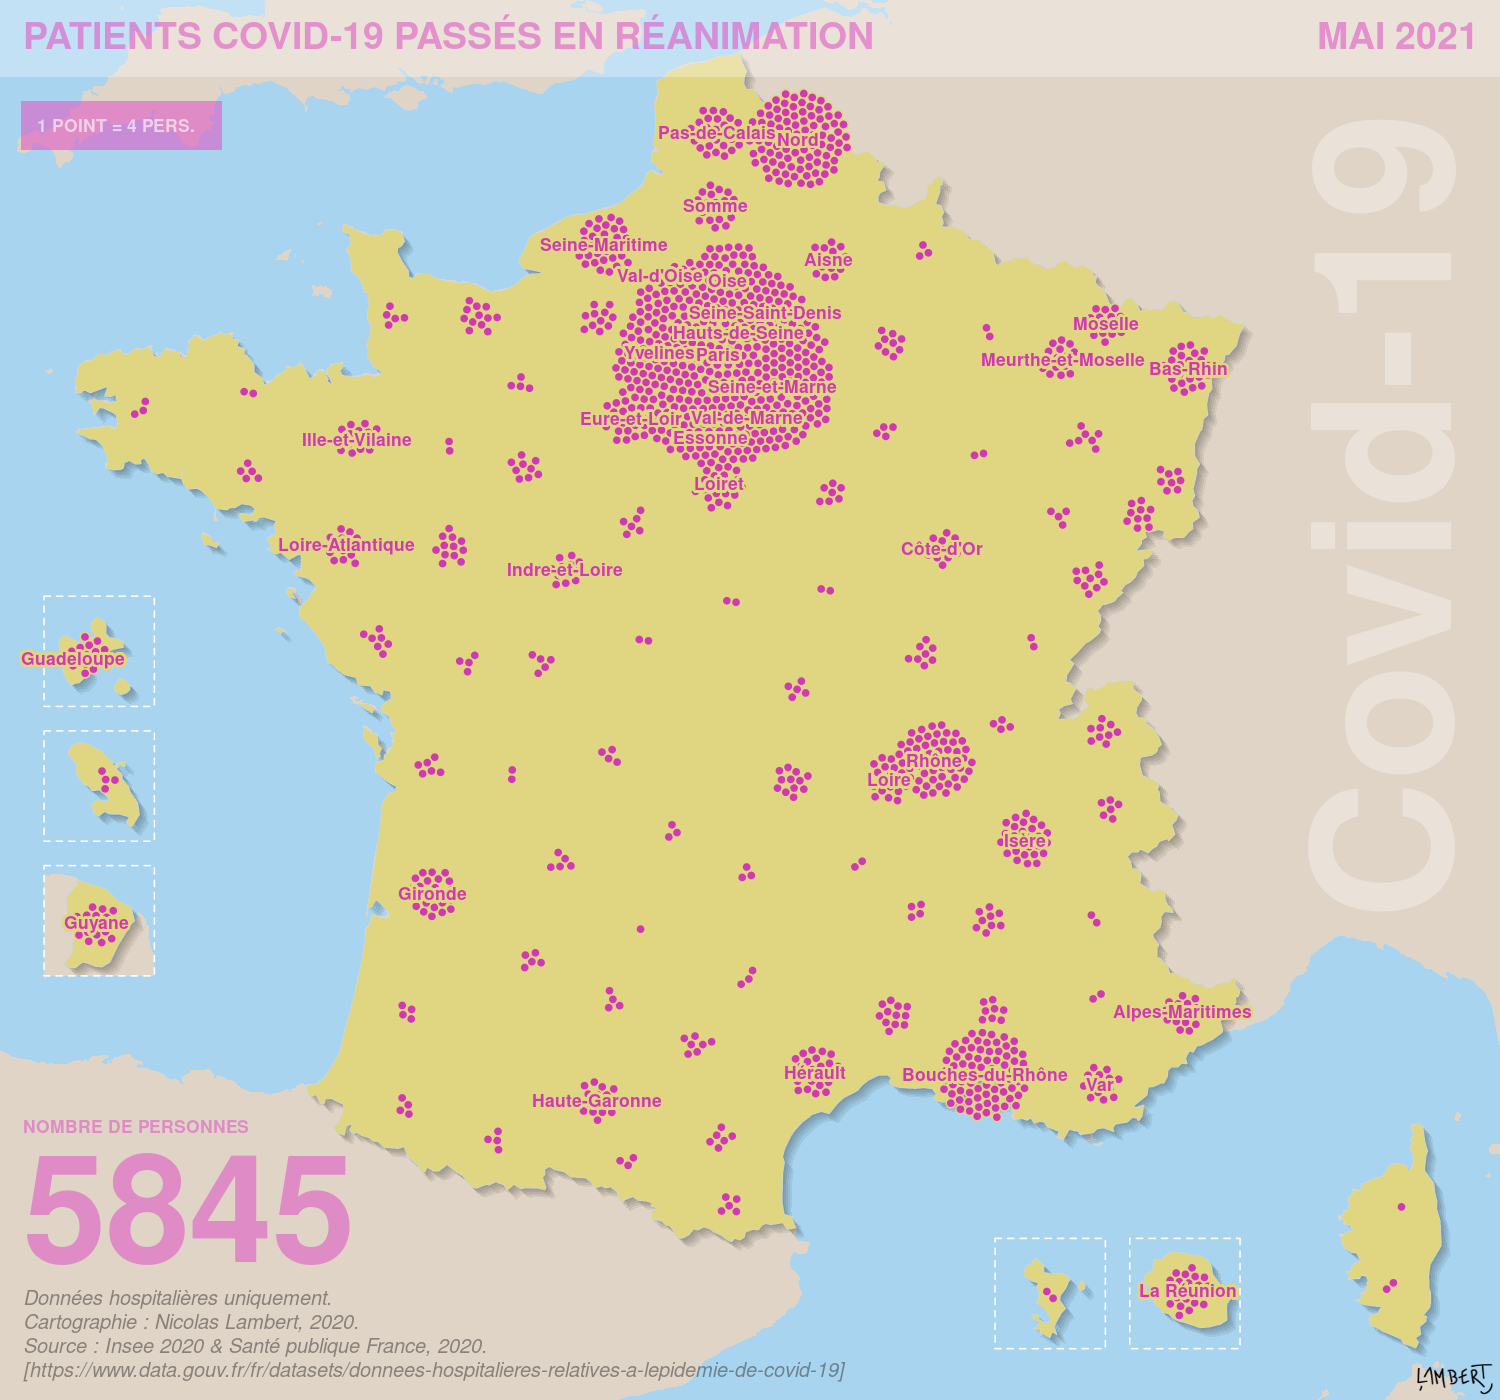 PATIENTS COVID-19 PASSÉS EN RÉANIMATION
MAI 2021
1 POINT = 4 PERS.
Covid-19
Pas-de-Calais
Nord
Somme
Seine-Maritime
Aisne
Val-d'Oise
Oise
Seine-Saint-Denis
Hauts-de-Seine
Moselle
Yvelines
Paris
Meurthe-et-Moselle
Bas-Rhin
Seine-et-Marne
Eure-et-Loir
Val-de-Marne
Essonne
Ille-et-Vilaine
Loiret
Loire-Atlantique
Côte-d'Or
Indre-et-Loire
Guadeloupe
Rhône
Loire
Isère
Gironde
Guyane
Alpes-Maritimes
Hérault
Bouches-du-Rhône
Var
Haute-Garonne
La Réunion
NOMBRE DE PERSONNES
5845
Données hospitalières uniquement.
Cartographie : Nicolas Lambert, 2020.
Source : Insee 2020 & Santé publique France, 2020.
[https://www.data.gouv.fr/fr/datasets/donnees-hospitalieres-relatives-a-lepidemie-de-covid-19]
LAMBERT